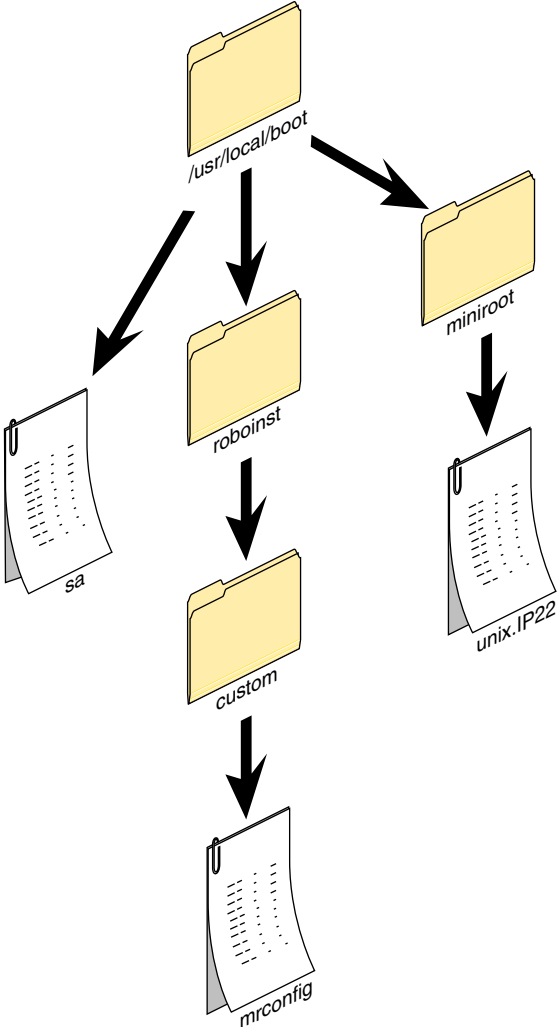 /usr/local/boot
miniroot
roboinst
sa
unix.IP22
custom
mrconfig